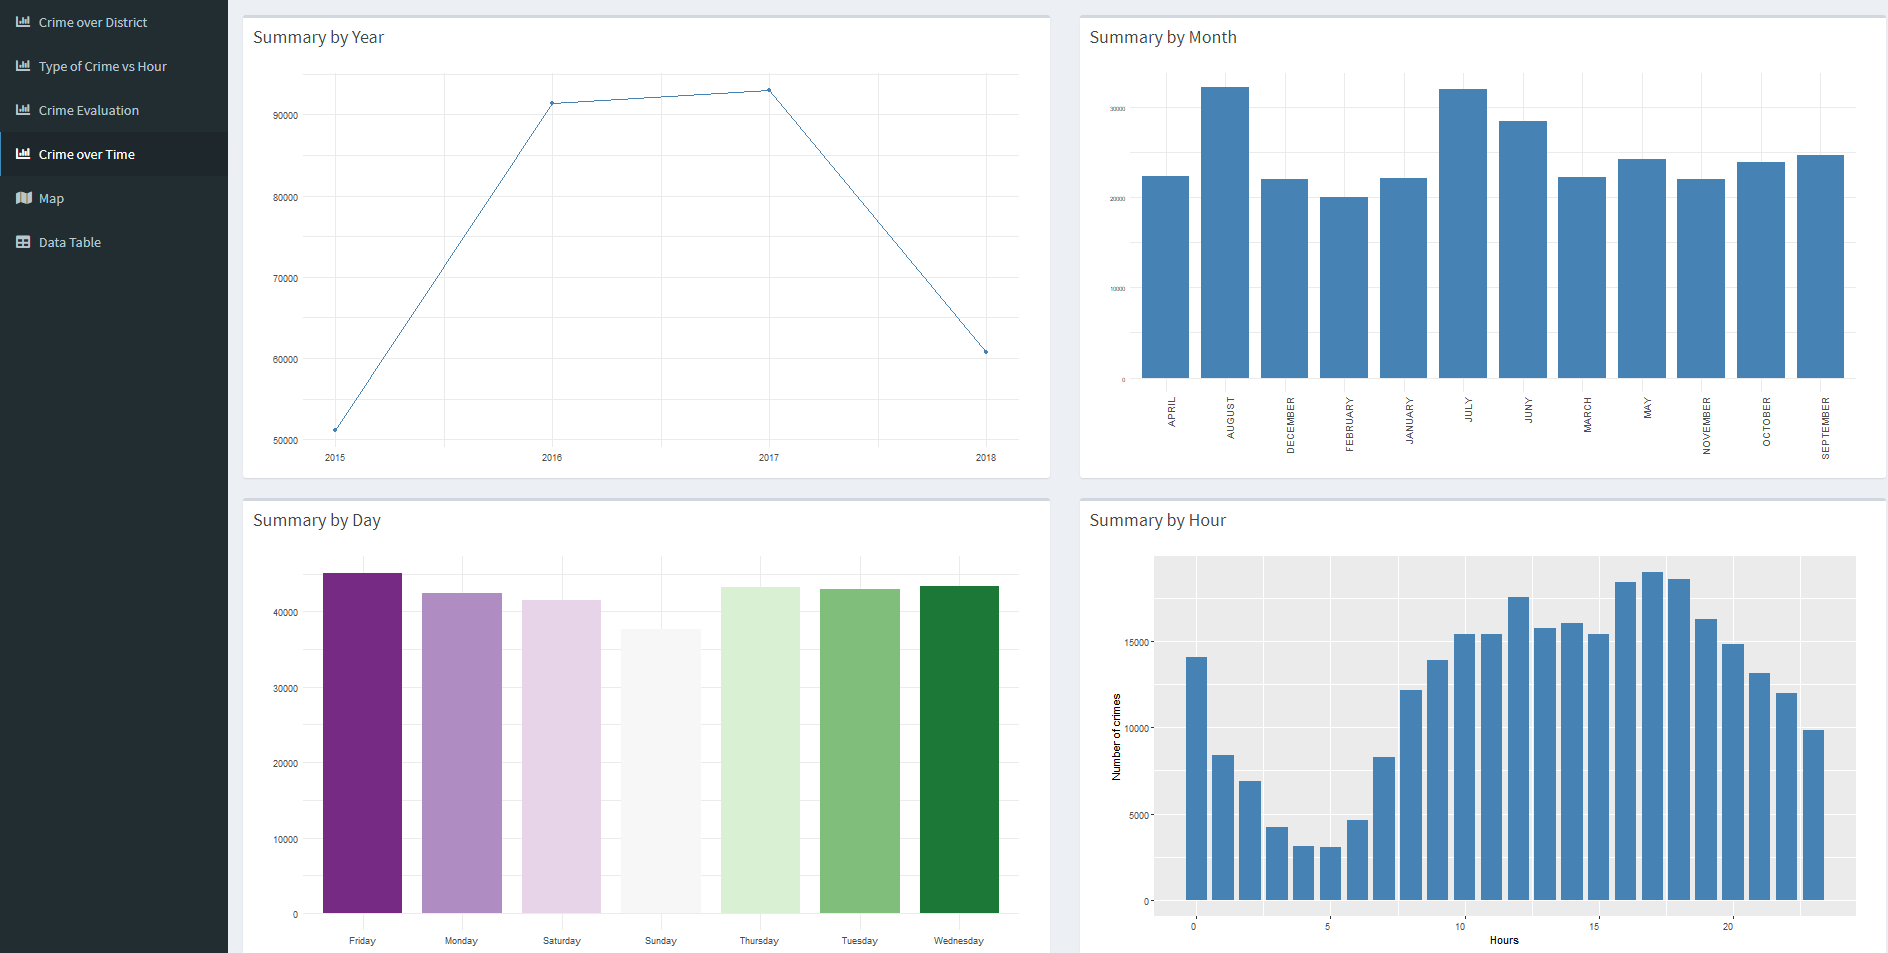 Crime over District
Type of Crime vs Hour
Crime Evaluation
Crime over Time
Map
Data Table
Summary by Year
90000
80000
70000
60000
50000
2015 2016 2017 2018
Summary by Month
30000
20000
10000
0
APRIL AUGUST DECEMBER FEBRUARY JANUARY JULY JUNY MARCH MAY NOVEMBER OCTOBER SEPTEMBER
Summary by Day
40000
30000
20000
10000
0
Friday Monday Saturday Sunday Thursday Tuesday Wednesday
Summary by Hour
Number of crimes
15000
10000
5000
0
0 5 10 15 20
Hours